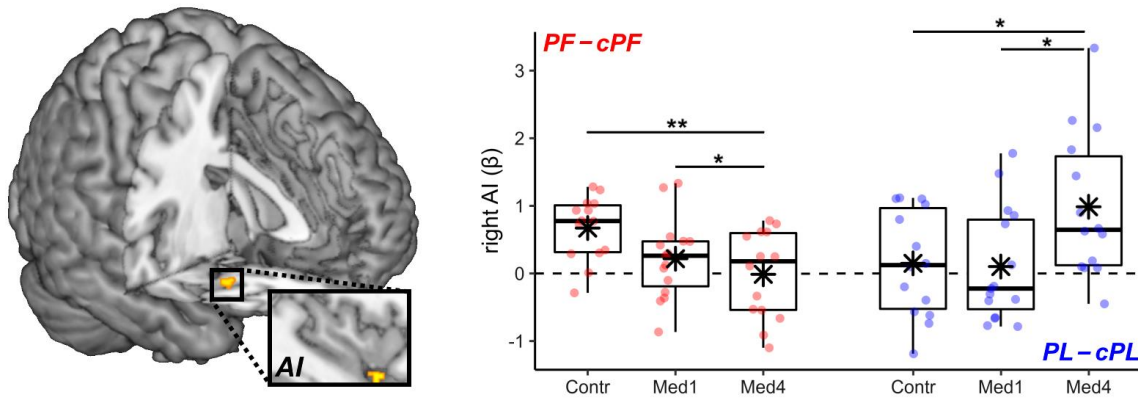 AI
PF – cPF
PL – cPL
right AI (β)
3
2
1
0
-1
**
*
*
*
Contr Med1 Med4 Contr Med1 Med4